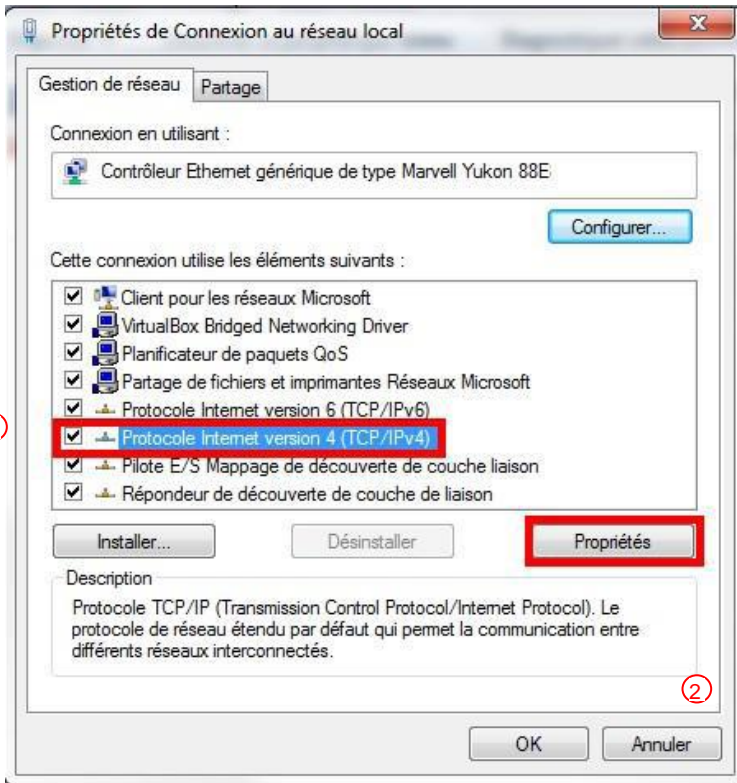 Propriétés de Connexion au réseau local
X
Gestion de réseau
Partage
Connexion en utilisant :
Contrôleur Ethernet générique de type Marvell Yukon 88E
Configurer...
Cette connexion utilise les éléments suivants :
Client pour les réseaux Microsoft
VirtualBox Bridged Networking Driver
Planificateur de paquets QoS
Partage de fichiers et imprimantes Réseaux Microsoft
Protocole Internet version 6 (TCP/IPv6)
Protocole Internet version 4 (TCP/IPv4)
Pilote E/S Mappage de découverte de couche liaison
Répondeur de découverte de couche de liaison
Installer...
Désinstaller
Propriétés
Description
Protocole TCP/IP (Transmission Control Protocol/Internet Protocol). Le
protocole de réseau étendu par défaut qui permet la communication entre
différents réseaux interconnectés.
2
OK
Annuler